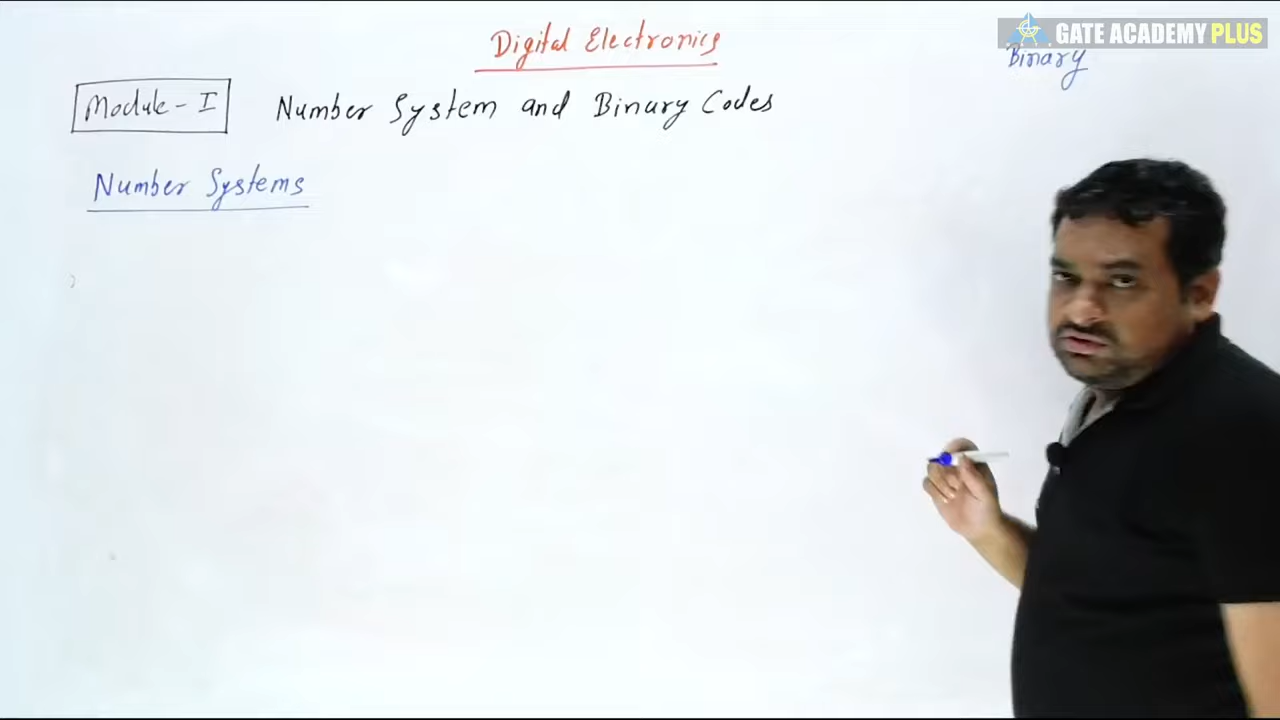 GATE ACADEMY PLUS
Digital Electronics
Binary
Module - I Number System and Binary Codes
Number Systems